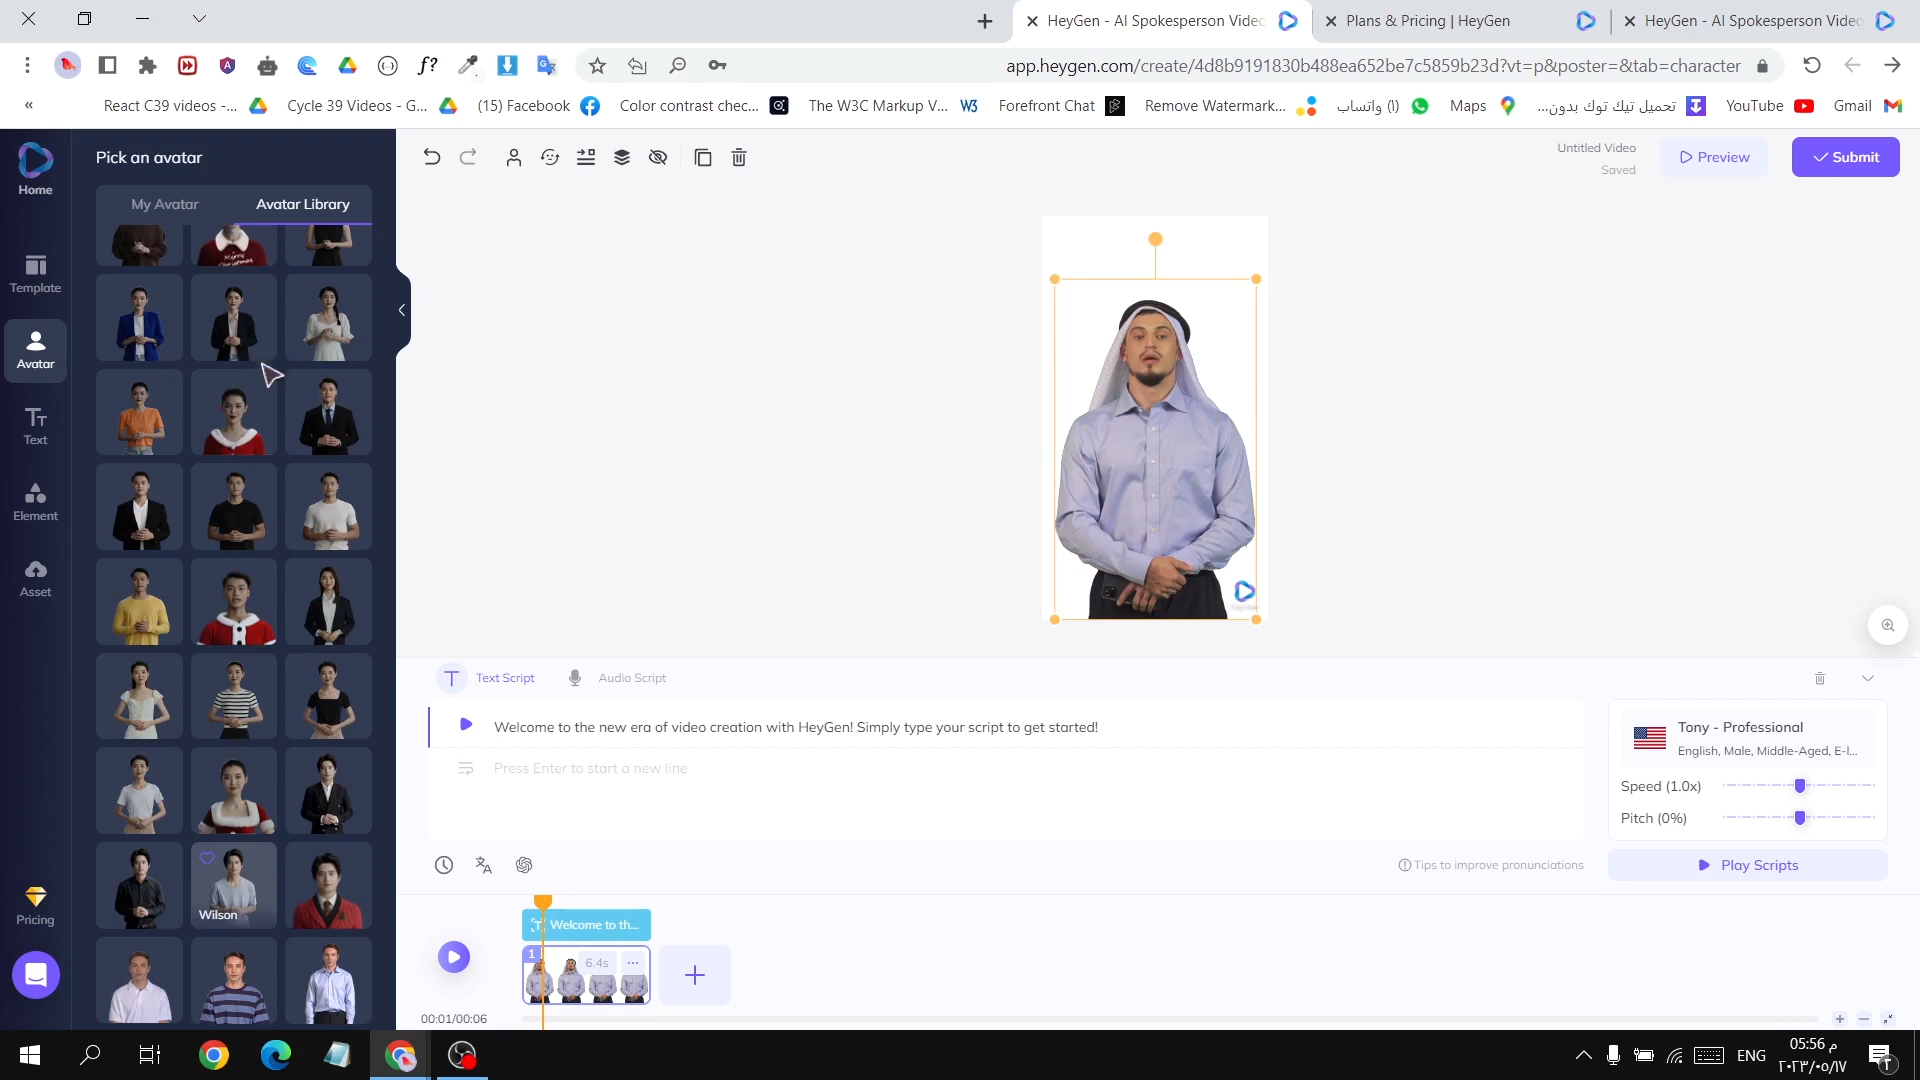 HeyGen - AI Spokesperson Videc
Plans & Pricing | HeyGen
HeyGen - AI Spokesperson Video
app.heygen.com/create/4d8b9191830b488ea652be7c5859b23d?vt=p&poster=&tab=character
React C39 videos -...
Cycle 39 Videos - G...
(15) Facebook
Color contrast chec...
The W3C Markup V...
Forefront Chat
Remove Watermark...
(١) واتساب
Maps
تحميل تيك توك بدون...
YouTube
Gmail
Home
Template
Avatar
Text
Element
Asset
Pricing
Pick an avatar
My Avatar
Avatar Library
Wilson
Untitled Video
Saved
Preview
Submit
Text Script
Audio Script
Welcome to the new era of video creation with HeyGen! Simply type your script to get started!
Press Enter to start a new line
Tips to improve pronunciations
Tony - Professional
English, Male, Middle-Aged, E-l...
Speed (1.0x)
Pitch (0%)
Play Scripts
Welcome to th...
1
6.4s
00:01/00:06
ENG
05:56 م
٢٠٢٣/٠٥/١٧
٢